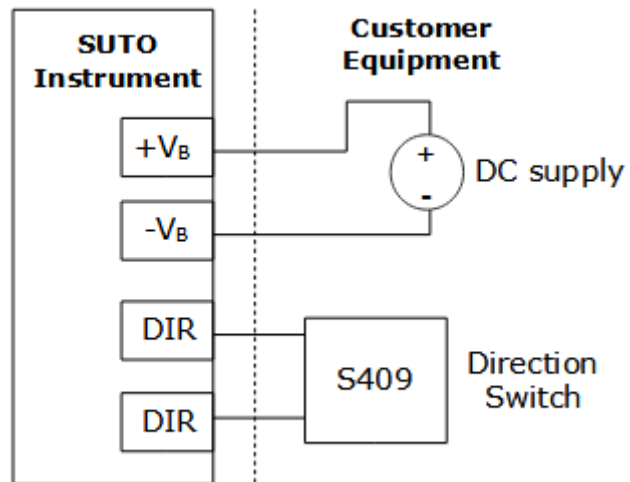 SUTO
Instrument
Customer
Equipment
+VB
+
-
DC supply
-VB
DIR
S409
Direction
Switch
DIR